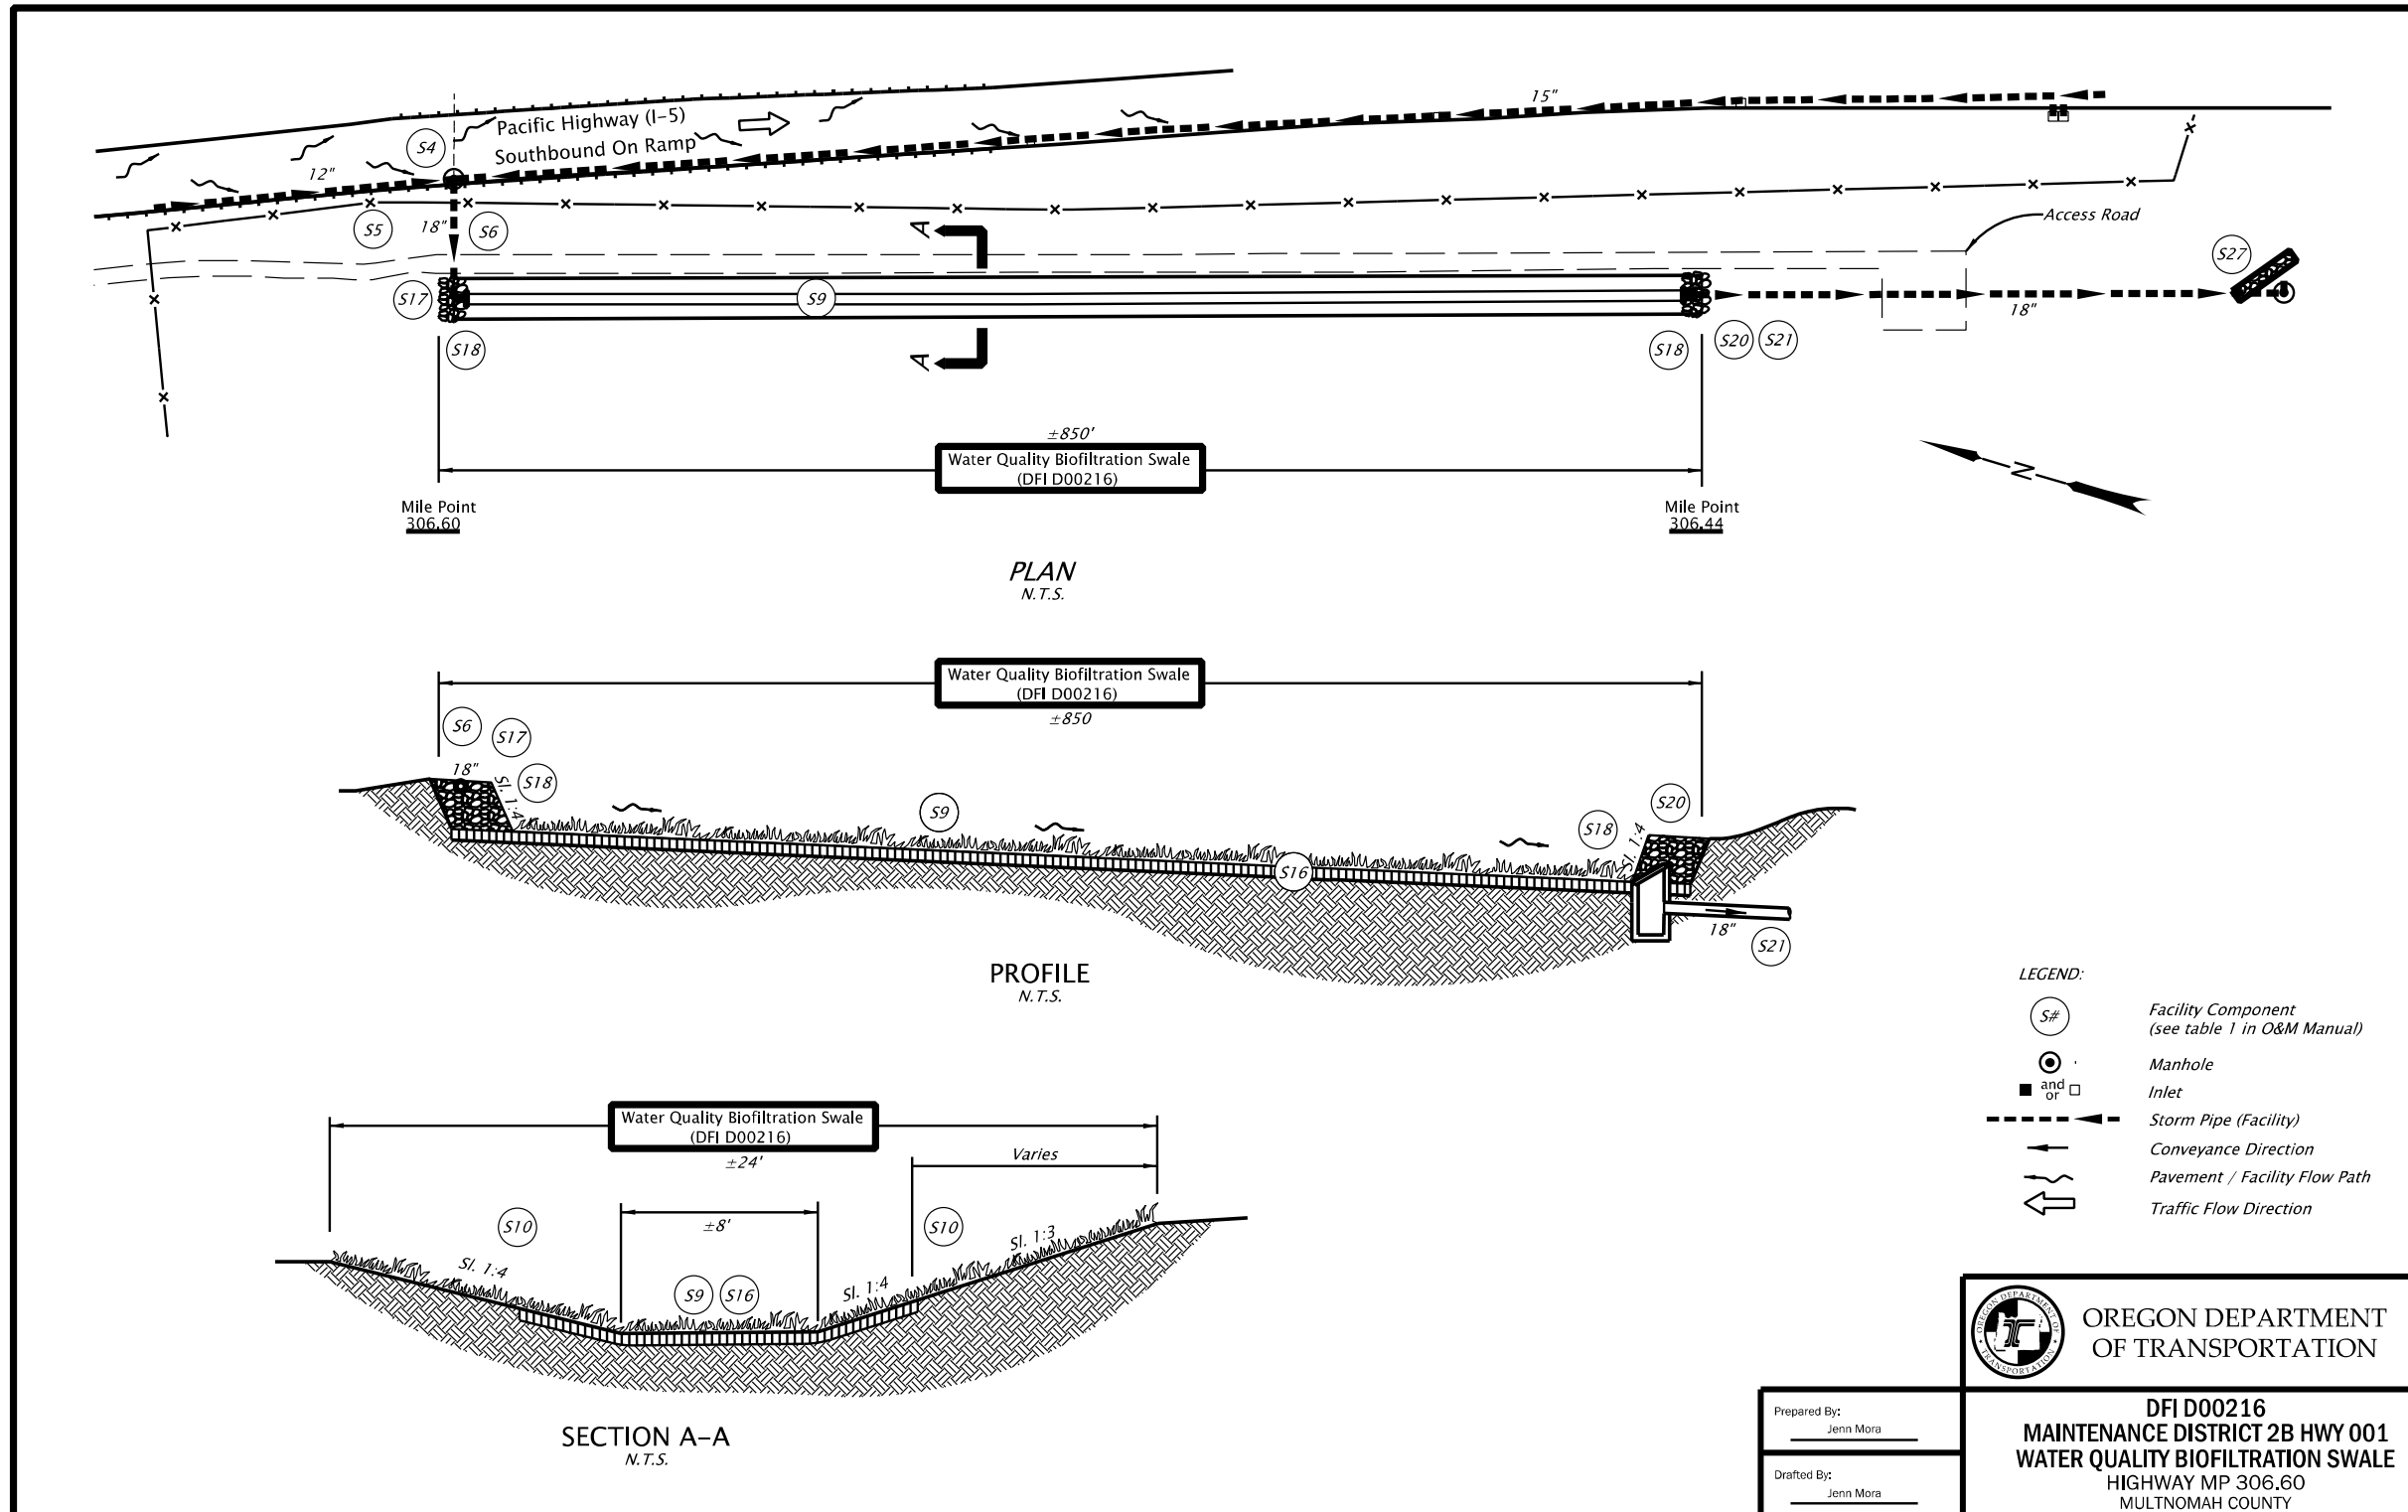 15"
Pacific Highway (I-5)
Southbound On Ramp
S4
12"
S5
18"
S6
A
Access Road
S27
S17
S9
18"
S18
A
S18
S20
S21
±850'
Water Quality Biofiltration Swale
(DFI D00216)
N
Mile Point
306.60
Mile Point
306.44
PLAN
N.T.S.
Water Quality Biofiltration Swale
(DFI D00216)
±850
S6
S17
18"
Sl. 1:4
S18
S9
S18
Sl. 1:4
S20
S16
18"
S21
PROFILE
N.T.S.
LEGEND:
S#
Facility Component
(see table 1 in O&M Manual)
Manhole
and
or
Inlet
Storm Pipe (Facility)
Conveyance Direction
Pavement / Facility Flow Path
Traffic Flow Direction
Water Quality Biofiltration Swale
(DFI D00216)
±24'
Varies
S10
±8'
S10
Sl. 1:4
S9
S16
Sl. 1:4
Sl. 1:3
SECTION A-A
N.T.S.
OREGON DEPARTMENT OF TRANSPORTATION
OREGON DEPARTMENT
OF TRANSPORTATION
Prepared By:
Jenn Mora
Drafted By:
Jenn Mora
DFI D00216
MAINTENANCE DISTRICT 2B HWY 001
WATER QUALITY BIOFILTRATION SWALE
HIGHWAY MP 306.60
MULTNOMAH COUNTY